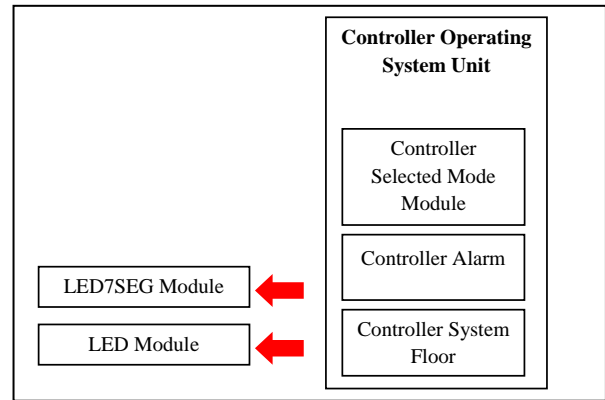 Controller Operating
System Unit
Controller
Selected Mode
Module
Controller Alarm
LED7SEG Module
Controller System
Floor
LED Module